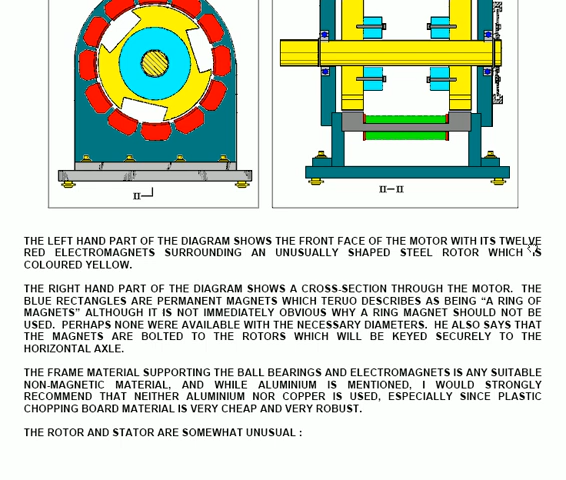 II
II—II
THE LEFT HAND PART OF THE DIAGRAM SHOWS THE FRONT FACE OF THE MOTOR WITH ITS TWELVE
RED ELECTROMAGNETS SURROUNDING AN UNUSUALLY SHAPED STEEL ROTOR WHICH IS
COLOURED YELLOW.
THE RIGHT HAND PART OF THE DIAGRAM SHOWS A CROSS-SECTION THROUGH THE MOTOR. THE
BLUE RECTANGLES ARE PERMANENT MAGNETS WHICH TERUO DESCRIBES AS BEING “A RING OF
MAGNETS” ALTHOUGH IT IS NOT IMMEDIATELY OBVIOUS WHY A RING MAGNET SHOULD NOT BE
USED. PERHAPS NONE WERE AVAILABLE WITH THE NECESSARY DIAMETERS. HE ALSO SAYS THAT
THE MAGNETS ARE BOLTED TO THE ROTORS WHICH WILL BE KEYED SECURELY TO THE
HORIZONTAL AXLE.
THE FRAME MATERIAL SUPPORTING THE BALL BEARINGS AND ELECTROMAGNETS IS ANY SUITABLE
NON-MAGNETIC MATERIAL, AND WHILE ALUMINIUM IS MENTIONED, I WOULD STRONGLY
RECOMMEND THAT NEITHER ALUMINIUM NOR COPPER IS USED, ESPECIALLY SINCE PLASTIC
CHOPPING BOARD MATERIAL IS VERY CHEAP AND VERY ROBUST.
THE ROTOR AND STATOR ARE SOMEWHAT UNUSUAL :